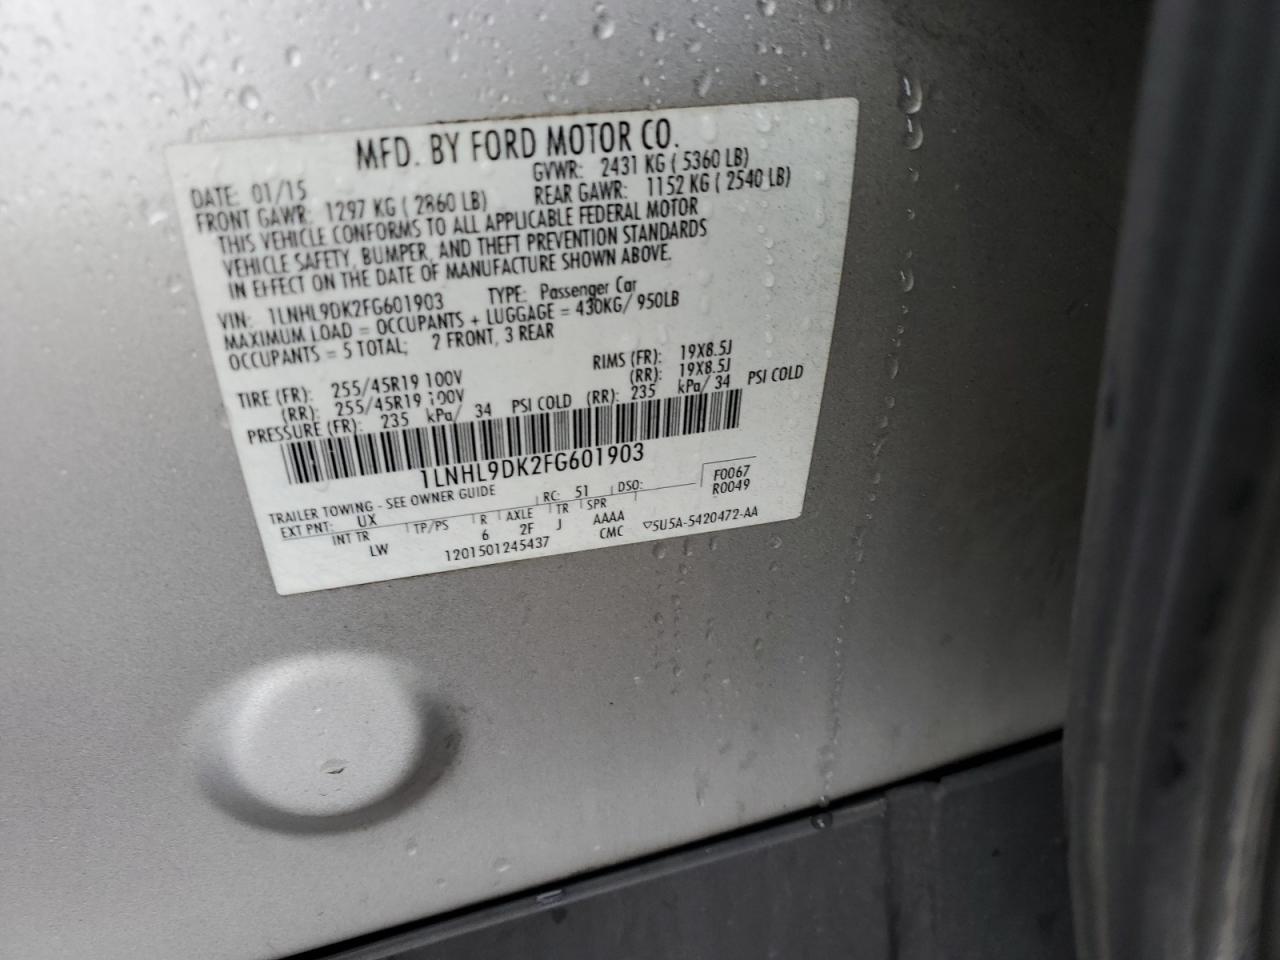 MFD. BY FORD MOTOR CO.
DATE: 01/15 GVWR: 2431 KG ( 5360 LB)
FRONT GAWR: 1297 KG ( 2860 LB) REAR GAWR: 1152 KG ( 2540 LB)
THIS VEHICLE CONFORMS TO ALL APPLICABLE FEDERAL MOTOR
VEHICLE SAFETY, BUMPER, AND THEFT PREVENTION STANDARDS
IN EFFECT ON THE DATE OF MANUFACTURE SHOWN ABOVE.
VIN: 1LNHL9DK2FG601903 TYPE: Passenger Car
MAXIMUM LOAD = OCCUPANTS + LUGGAGE = 430KG/ 950LB
OCCUPANTS = 5 TOTAL; 2 FRONT, 3 REAR
TIRE (FR): 255/45R19 100V RIMS (FR): 19X8.5J
(RR): 255/45R19 100V (RR): 19X8.5J
PRESSURE (FR): 235 kPa/ 34 PSI COLD (RR): 235 kPa/ 34 PSI COLD
1LNHL9DK2FG601903
TRAILER TOWING - SEE OWNER GUIDE RC: 51 DSO: F0067
R0049
EXT PNT: UX INT TR TP/PS R AXLE TR SPR
LW 6 2F J AAAA
1201501245437 CMC ▽5U5A-5420472-AA